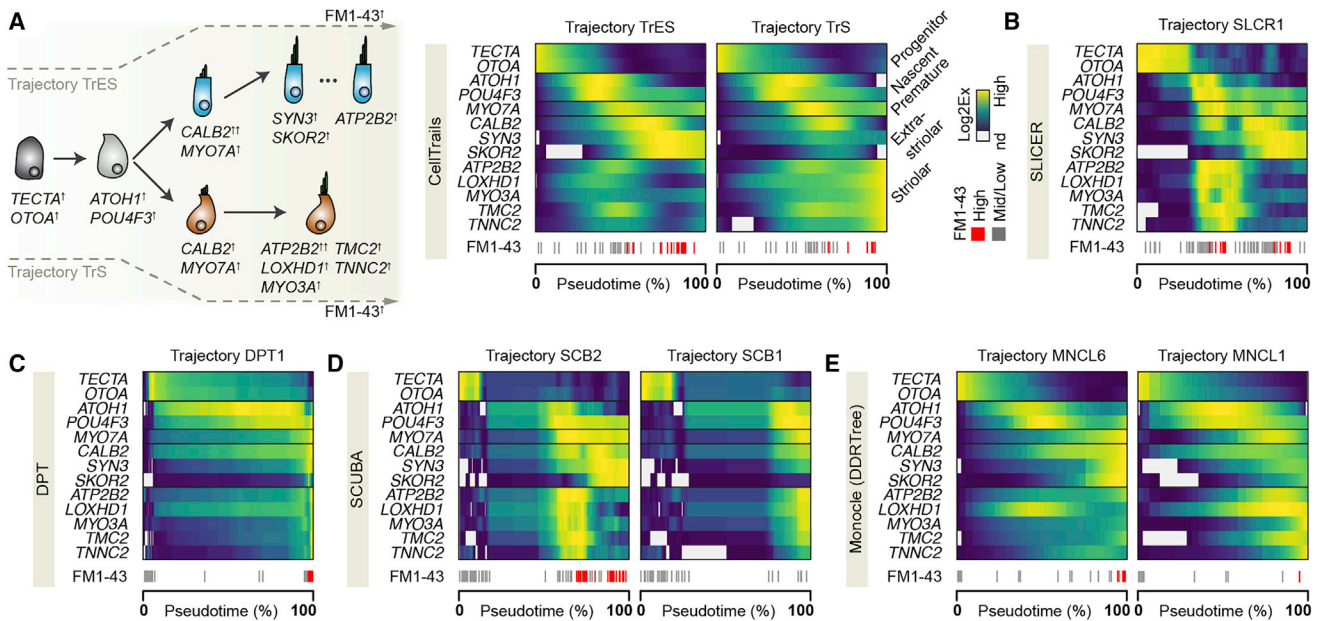 A
FM1-43↑
Trajectory TrES
CALB2↑↑
MYO7A↑
SYN3↑
SKOR2↑
...
ATP2B2↑
TECTA↑
OTOA↑
ATOH1↑
POU4F3↑
CALB2↑
MYO7A↑
ATP2B2↑↑
LOXHD1↑
MYO3A↑
TMC2↑
TNNC2↑
Trajectory TrS
FM1-43↑
CellTrails
Trajectory TrES
Trajectory TrS
TECTA
OTOA
ATOH1
POU4F3
MYO7A
CALB2
SYN3
SKOR2
ATP2B2
LOXHD1
MYO3A
TMC2
TNNC2
FM1-43
0 Pseudotime (%) 100
0 Pseudotime (%) 100
Progenitor
Nascent
Premature
Extra-
striolar
Striolar
Log2Ex
nd
High
FM1-43
High
Mid/Low
B
Trajectory SLCR1
SLICER
TECTA
OTOA
ATOH1
POU4F3
MYO7A
CALB2
SYN3
SKOR2
ATP2B2
LOXHD1
MYO3A
TMC2
TNNC2
FM1-43
0 Pseudotime (%) 100
C
Trajectory DPT1
DPT
TECTA
OTOA
ATOH1
POU4F3
MYO7A
CALB2
SYN3
SKOR2
ATP2B2
LOXHD1
MYO3A
TMC2
TNNC2
FM1-43
0 Pseudotime (%) 100
D
Trajectory SCB2
Trajectory SCB1
SCUBA
TECTA
OTOA
ATOH1
POU4F3
MYO7A
CALB2
SYN3
SKOR2
ATP2B2
LOXHD1
MYO3A
TMC2
TNNC2
FM1-43
0 Pseudotime (%) 100
0 Pseudotime (%) 100
E
Trajectory MNCL6
Trajectory MNCL1
Monocle (DDRTree)
TECTA
OTOA
ATOH1
POU4F3
MYO7A
CALB2
SYN3
SKOR2
ATP2B2
LOXHD1
MYO3A
TMC2
TNNC2
FM1-43
0 Pseudotime (%) 100
0 Pseudotime (%) 100